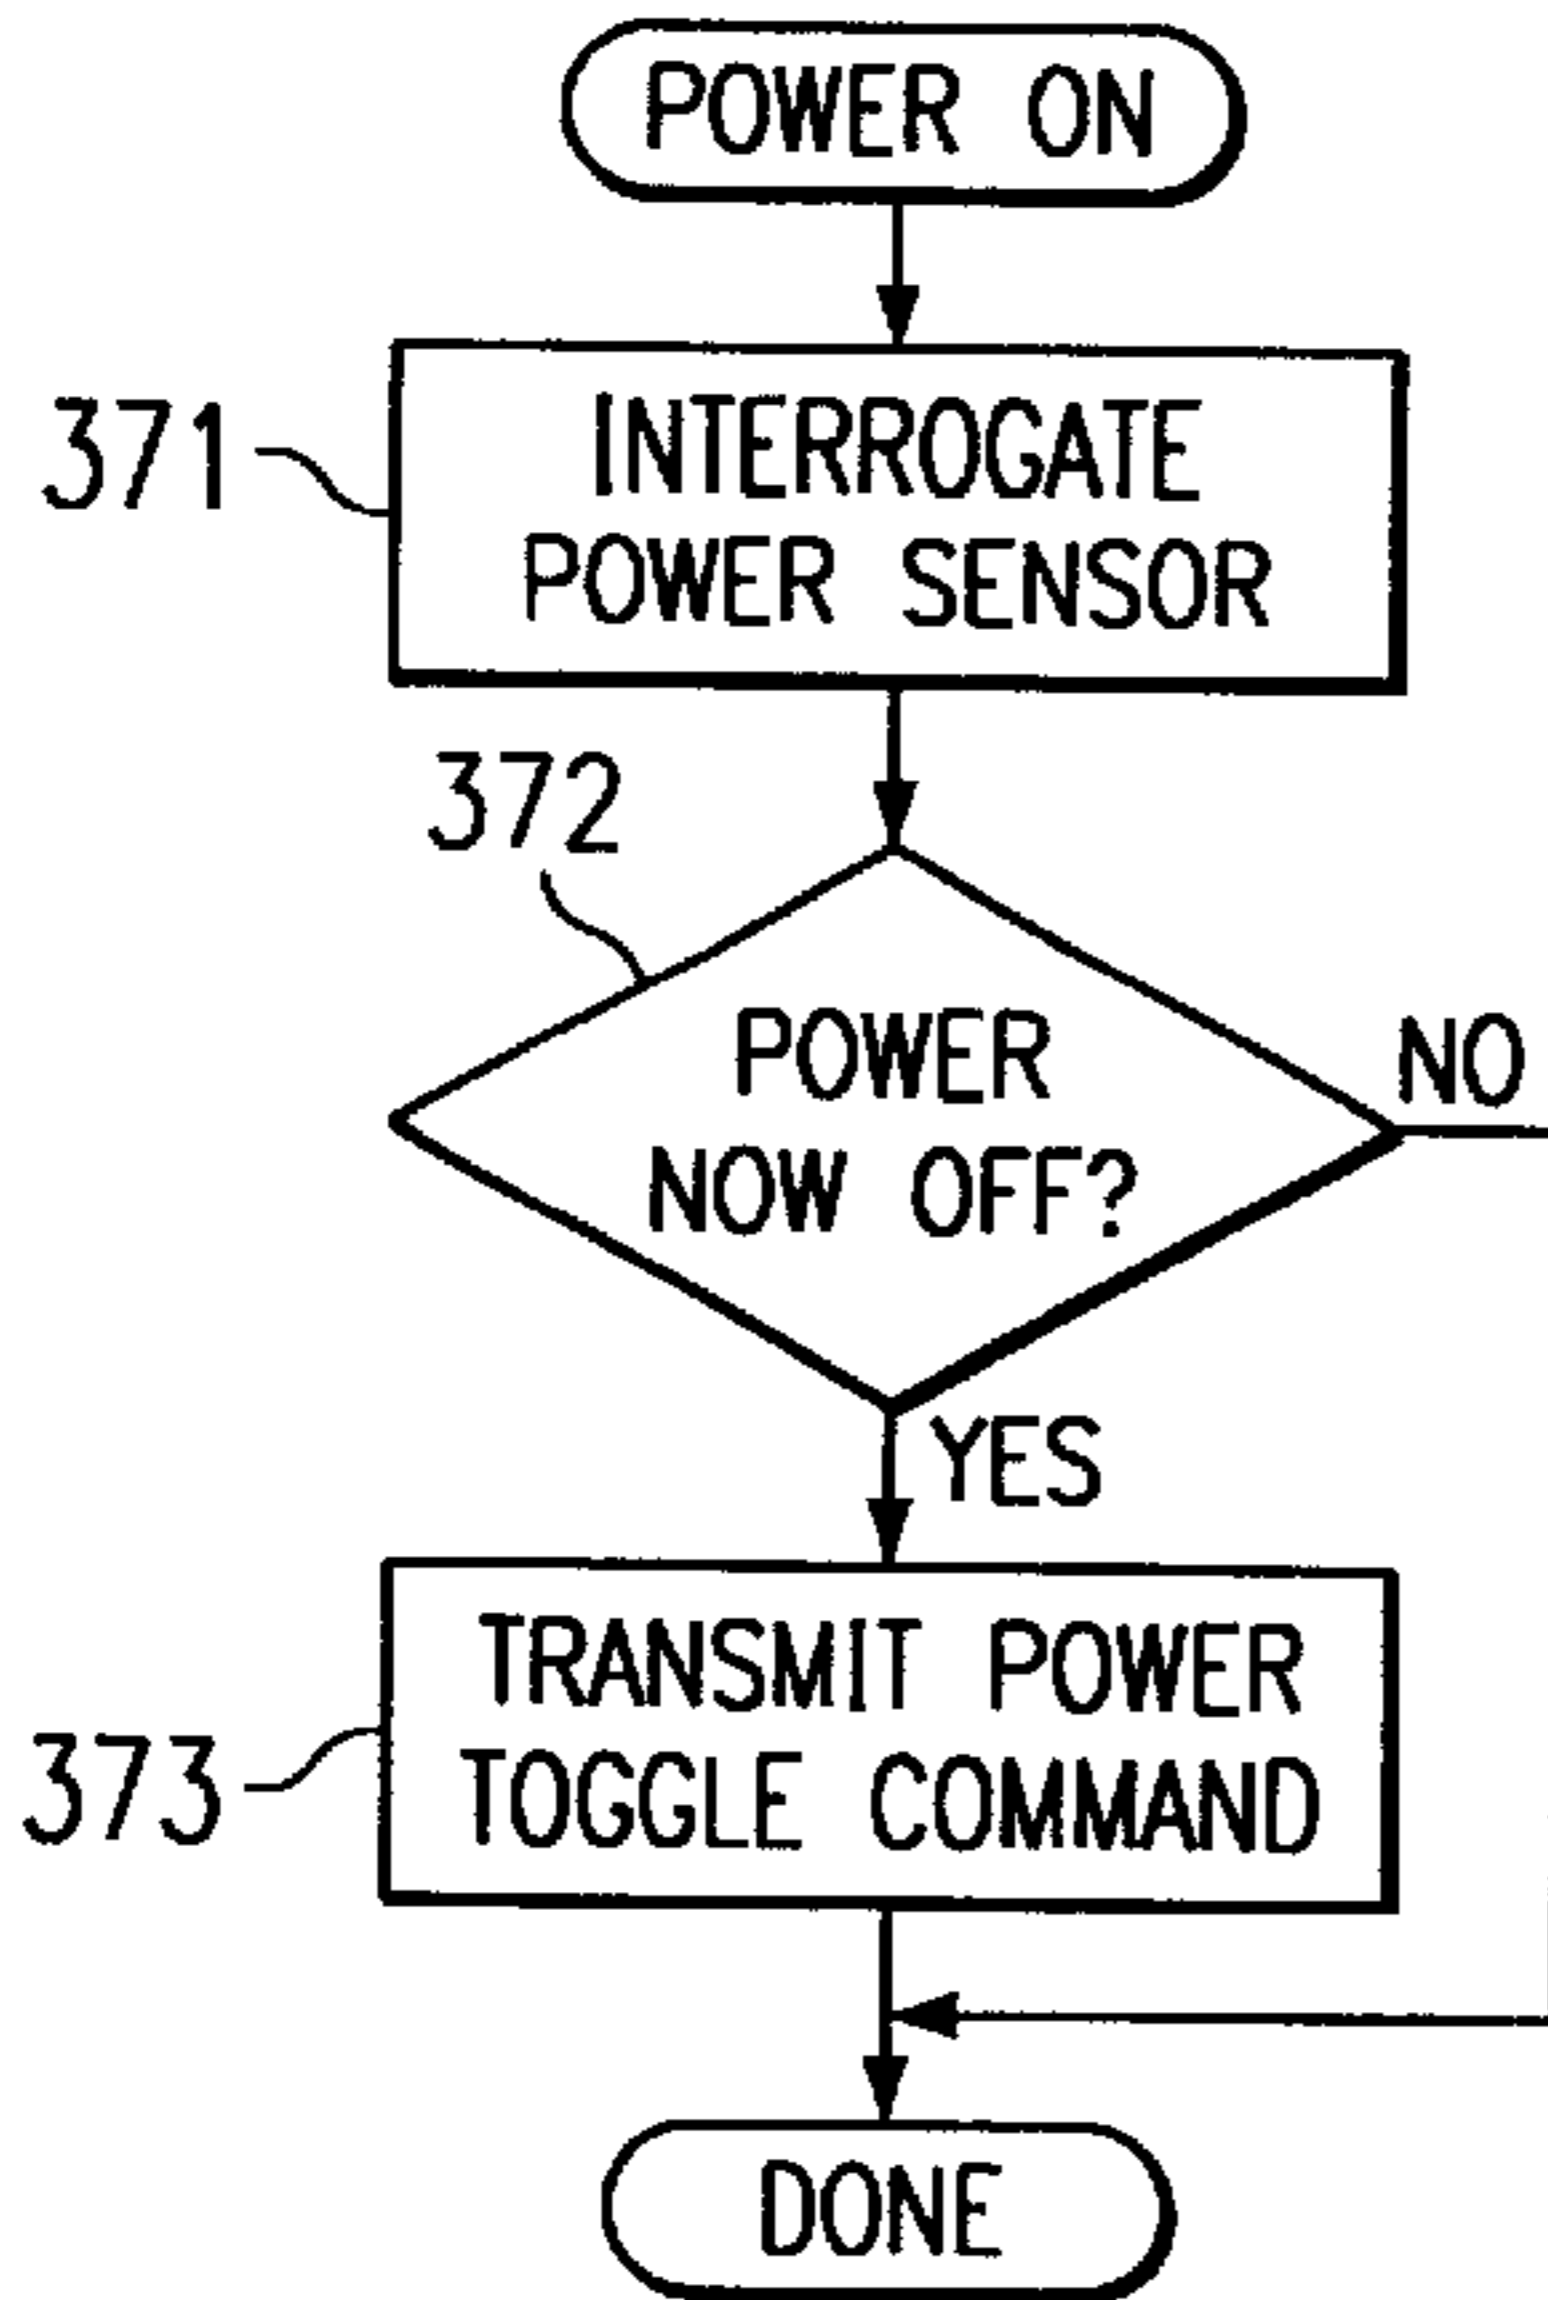 POWER ON
371
INTERROGATE
POWER SENSOR
372
POWER
NOW OFF?
NO
YES
373
TRANSMIT POWER
TOGGLE COMMAND
DONE